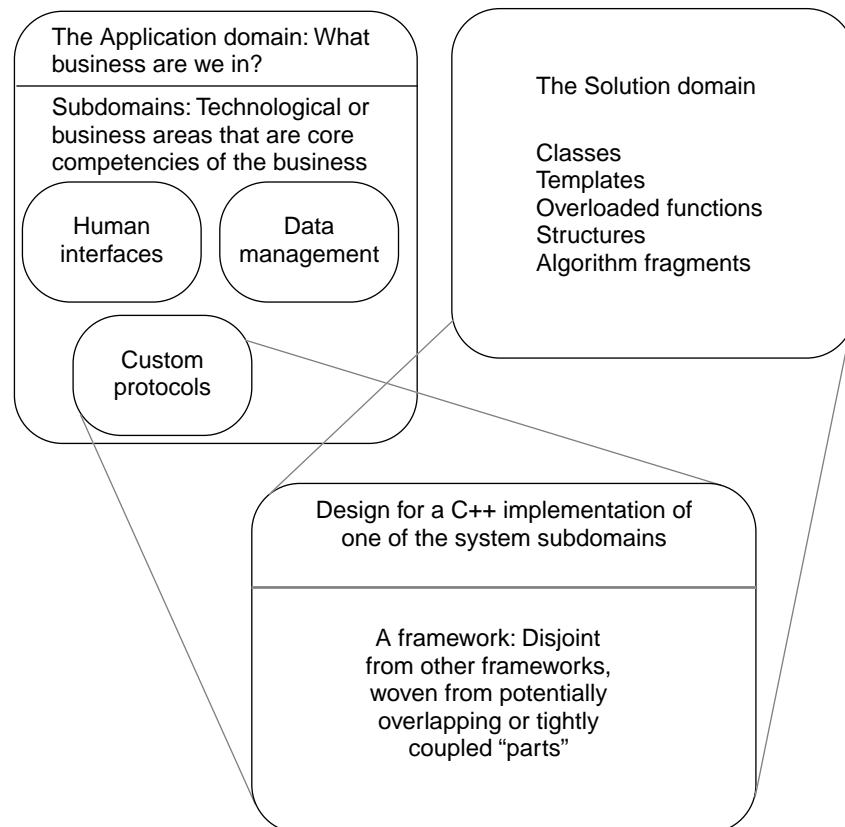 The Application domain: What
business are we in?
Subdomains: Technological or
business areas that are core
competencies of the business
Human
interfaces
Data
management
Custom
protocols
The Solution domain
Classes
Templates
Overloaded functions
Structures
Algorithm fragments
Design for a C++ implementation of
one of the system subdomains
A framework: Disjoint
from other frameworks,
woven from potentially
overlapping or tightly
coupled “parts”